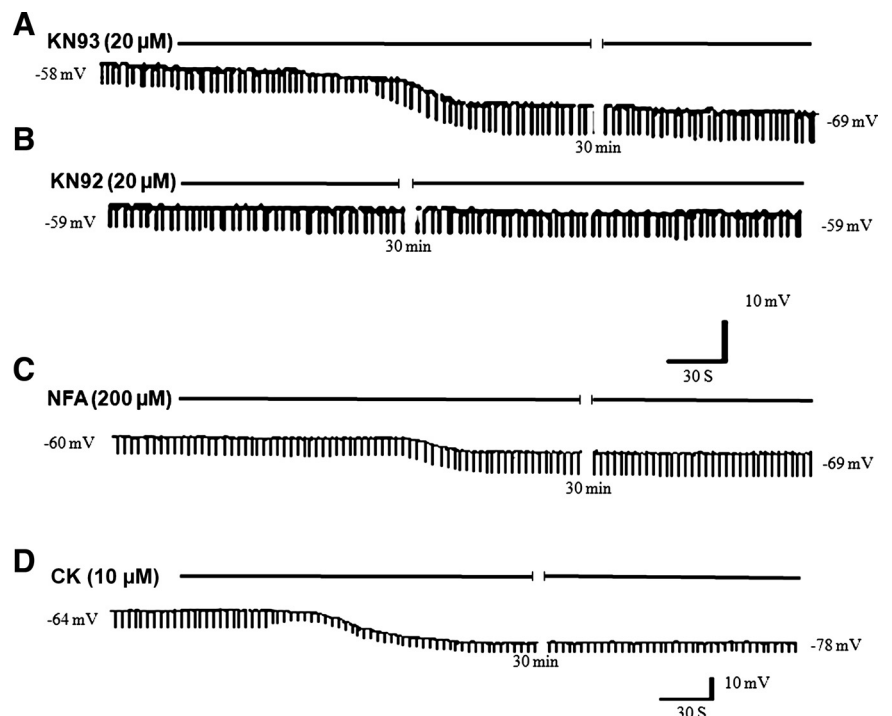 A
KN93 (20 µM)
-58 mV
-69 mV
30 min
B
KN92 (20 µM)
-59 mV
-59 mV
30 min
10 mV
30 S
C
NFA (200 µM)
-60 mV
-69 mV
30 min
D
CK (10 µM)
-64 mV
-78 mV
30 min
10 mV
30 S